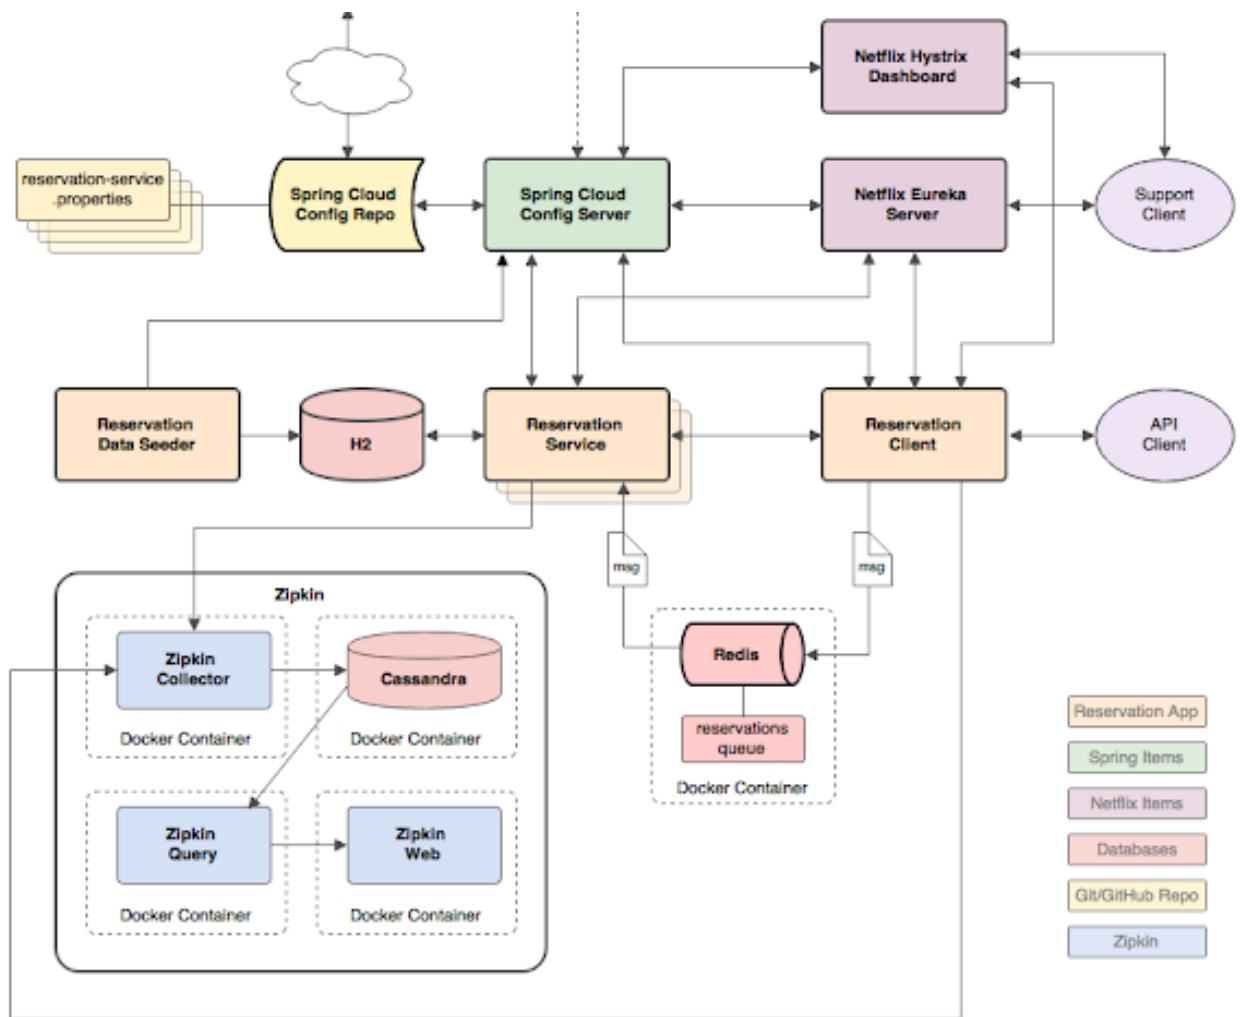 Netflix Hystrix
Dashboard
reservation-service
.properties
Spring Cloud
Config Repo
Spring Cloud
Config Server
Netflix Eureka
Server
Support
Client
Reservation
Data Seeder
H2
Reservation
Service
Reservation
Client
API
Client
msg
msg
Zipkin
Zipkin
Collector
Docker Container
Cassandra
Docker Container
Redis
reservations
queue
Docker Container
Zipkin
Query
Docker Container
Zipkin
Web
Docker Container
Reservation App
Spring Items
Netflix Items
Databases
Git/GitHub Repo
Zipkin